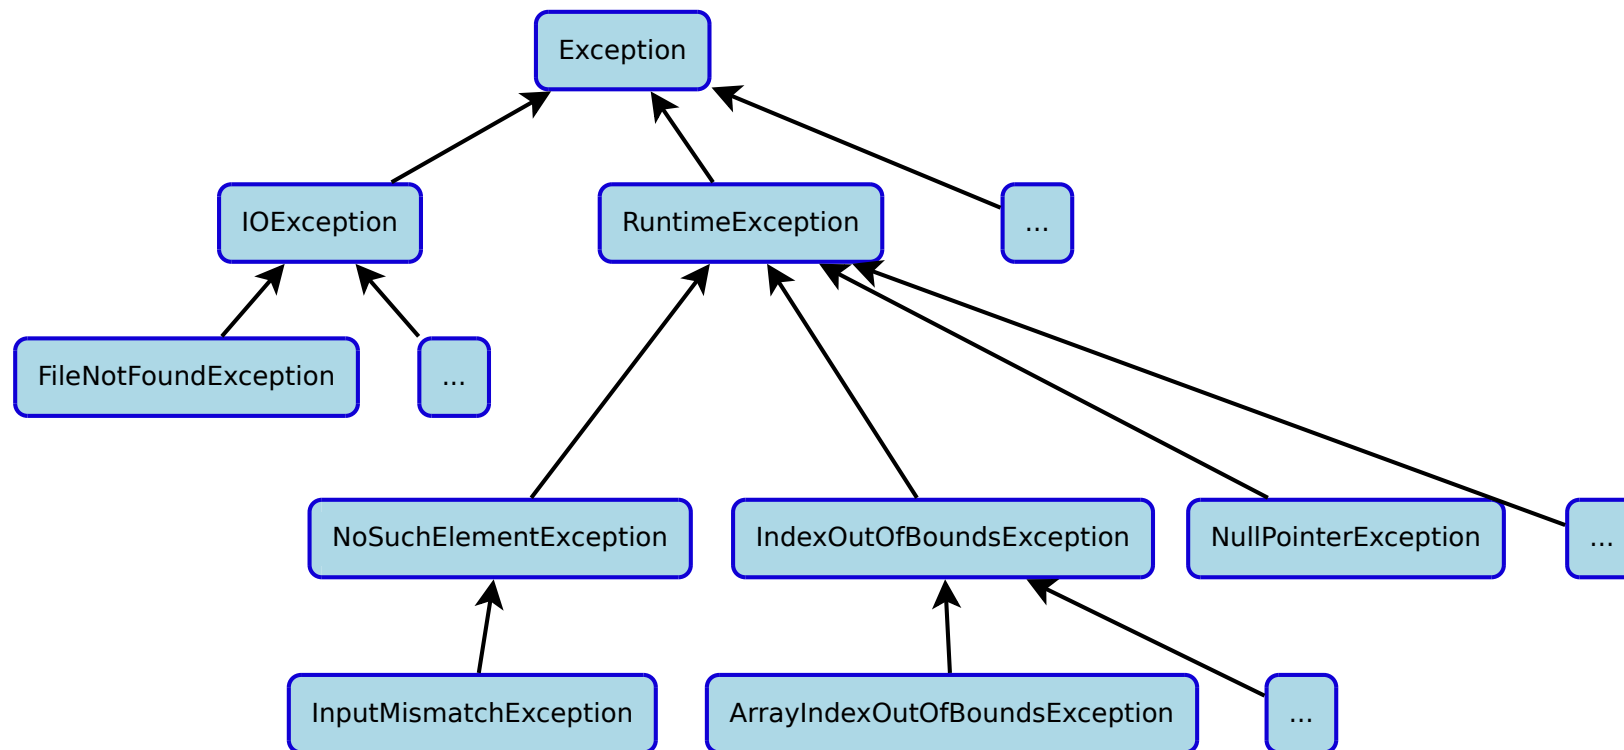 Exception
IOException
RuntimeException
...
FileNotFoundException
...
NoSuchElementException
IndexOutOfBoundsException
NullPointerException
...
InputMismatchException
ArrayIndexOutOfBoundsException
...